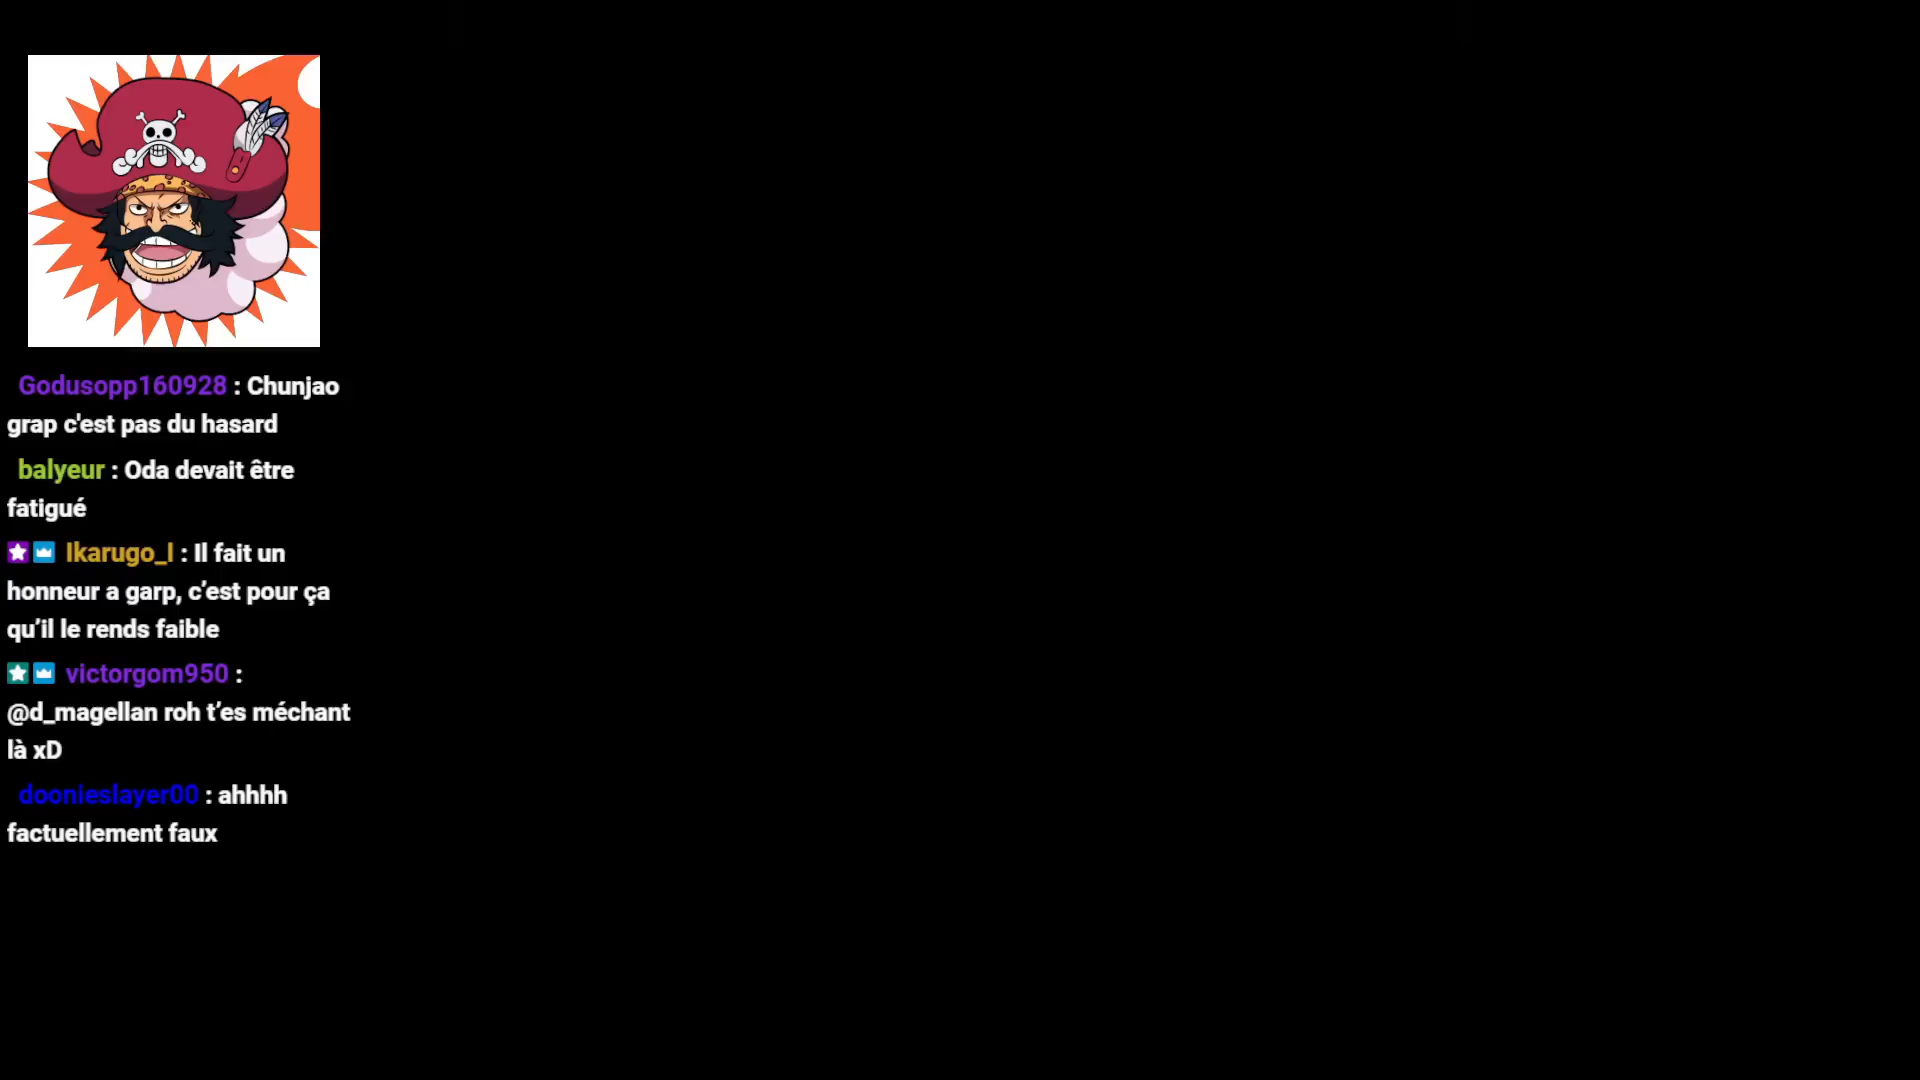 Godusopp160928 : Chunjao
grap c'est pas du hasard
balyeur : Oda devait être
fatigué
Ikarugo_I : Il fait un
honneur a garp, c’est pour ça
qu’il le rends faible
victorgom950 :
@d_magellan roh t’es méchant
là xD
doonieslayer00 : ahhhh
factuellement faux